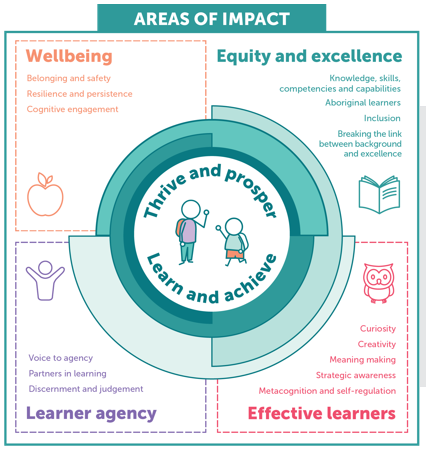 AREAS OF IMPACT
Wellbeing
Belonging and safety
Resilience and persistence
Cognitive engagement
Equity and excellence
Knowledge, skills,
competencies and capabilities
Aboriginal learners
Inclusion
Breaking the link
between background
and excellence
Thrive and prosper
Learn and achieve
Voice to agency
Partners in learning
Discernment and judgement
Learner agency
Curiosity
Creativity
Meaning making
Strategic awareness
Metacognition and self-regulation
Effective learners